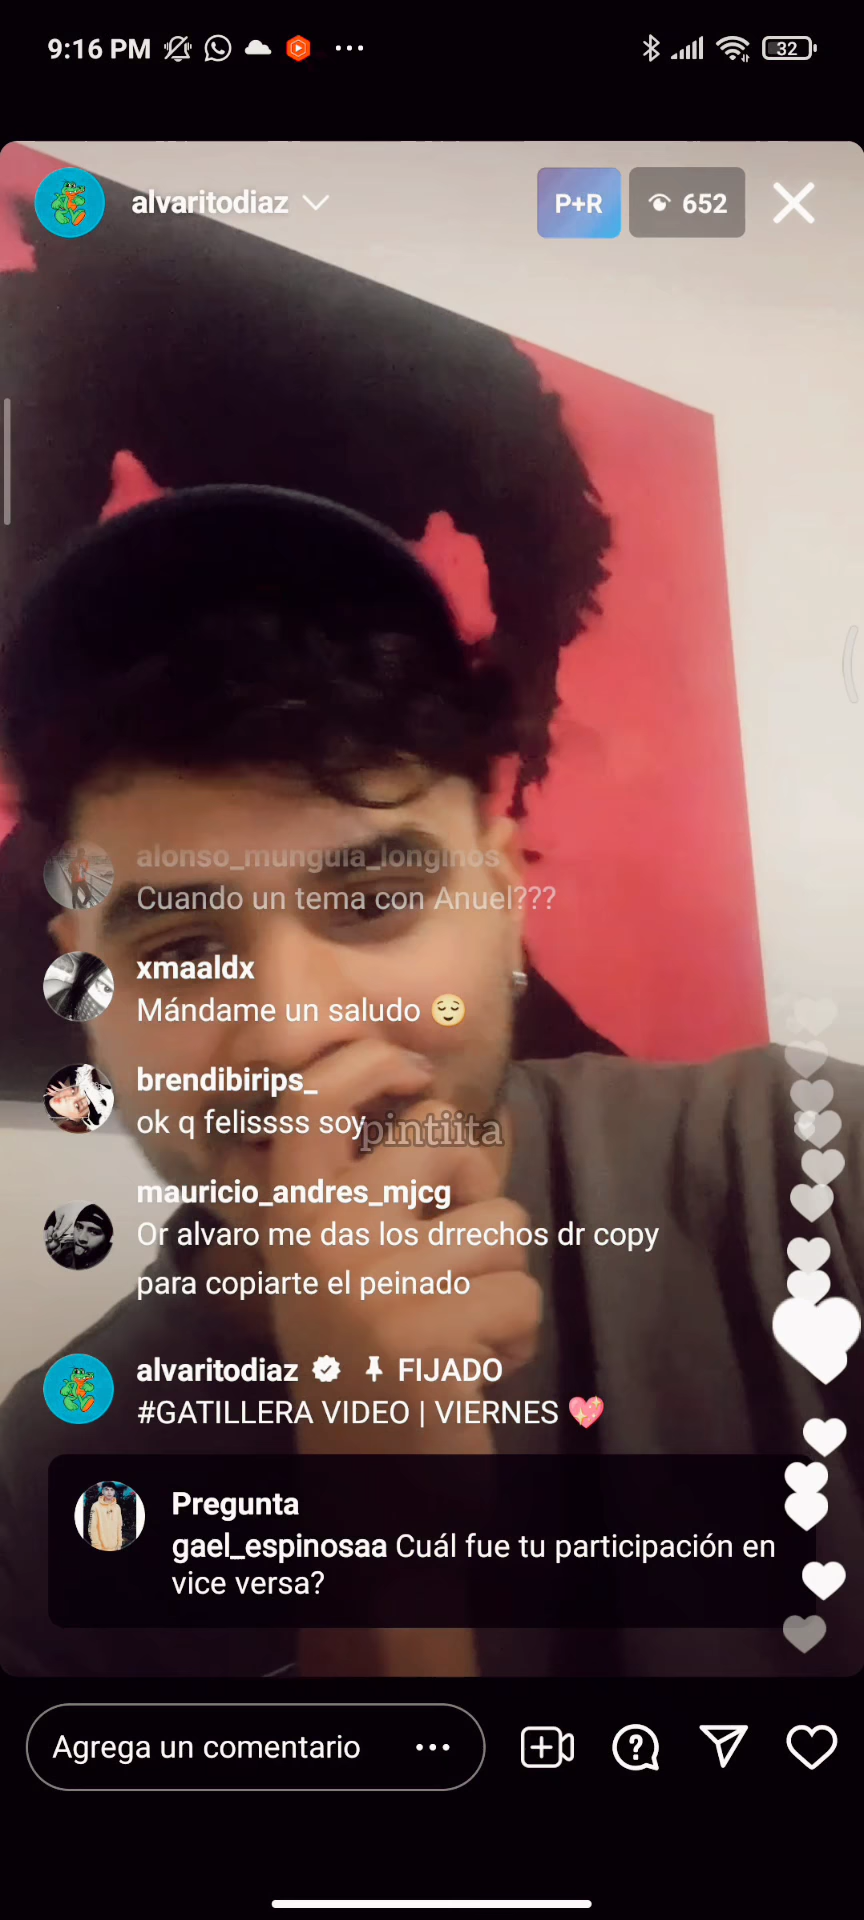 9:16 PM
32
alvaritodiaz
P+R
652
alonso_munguia_longinos
Cuando un tema con Anuel???
xmaaldx
Mándame un saludo 😌
brendibirips_
ok q felissss soy
pintiita
mauricio_andres_mjcg
Or alvaro me das los drrechos dr copy
para copiarte el peinado
alvaritodiaz FIJADO
#GATILLERA VIDEO | VIERNES 💖
Pregunta
gael_espinosaa Cuál fue tu participación en
vice versa?
Agrega un comentario